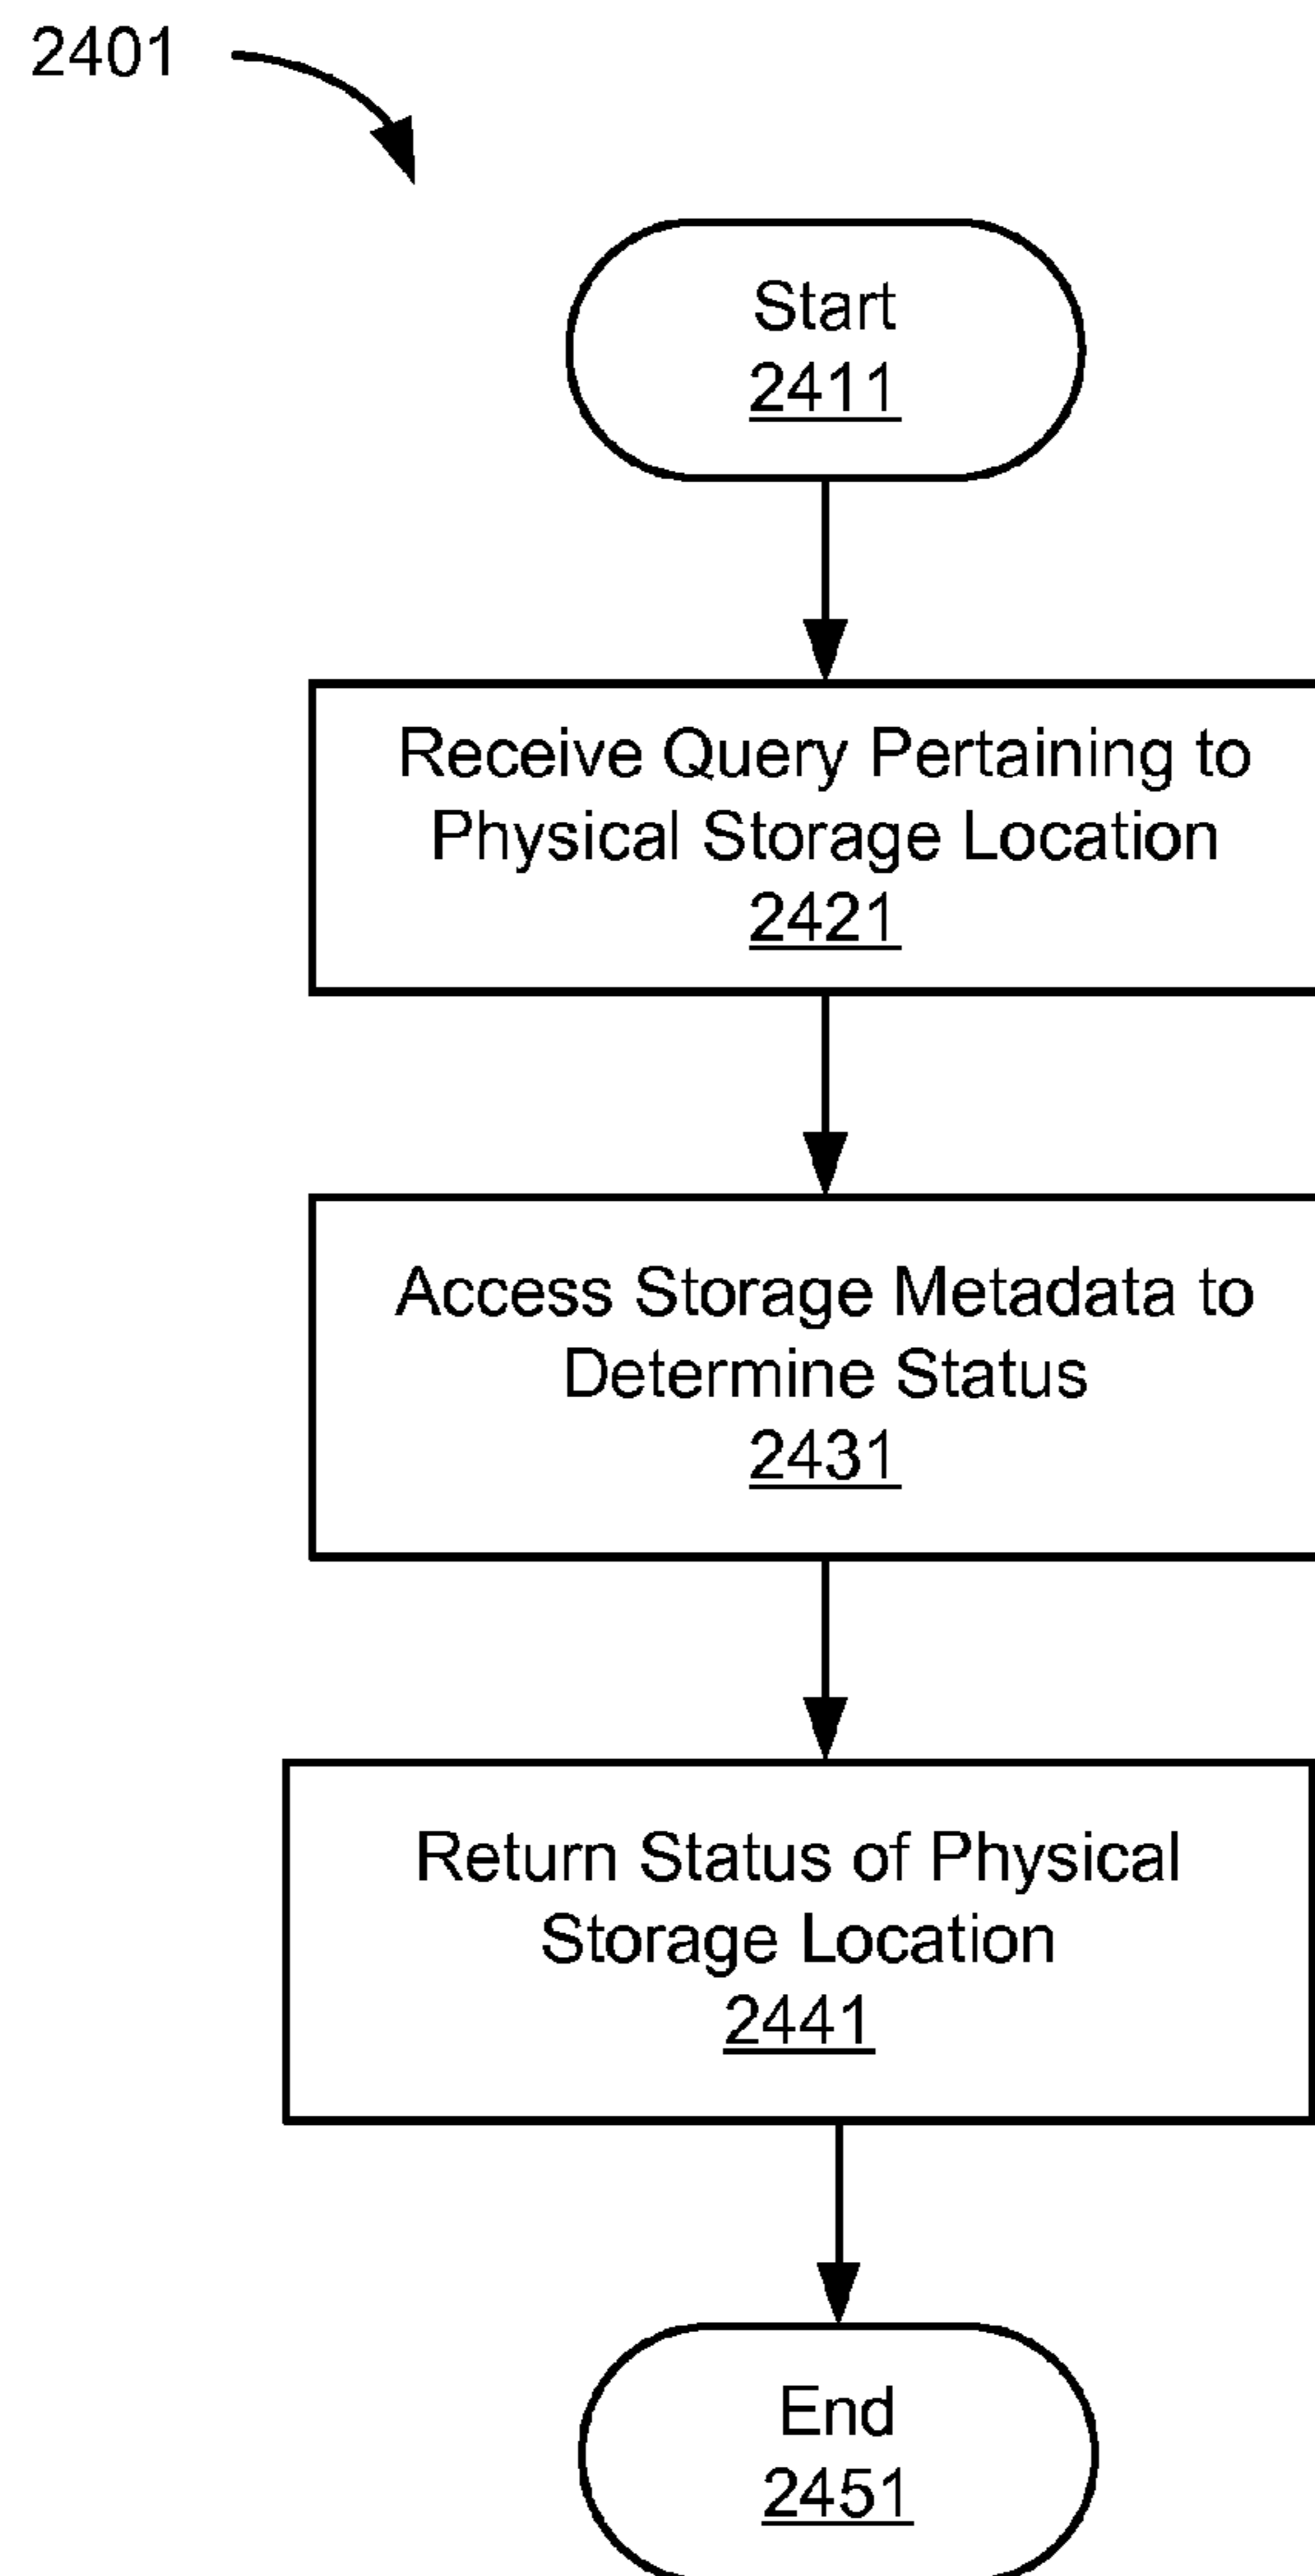 2401
Start
2411
Receive Query Pertaining to
Physical Storage Location
2421
Access Storage Metadata to
Determine Status
2431
Return Status of Physical
Storage Location
2441
End
2451